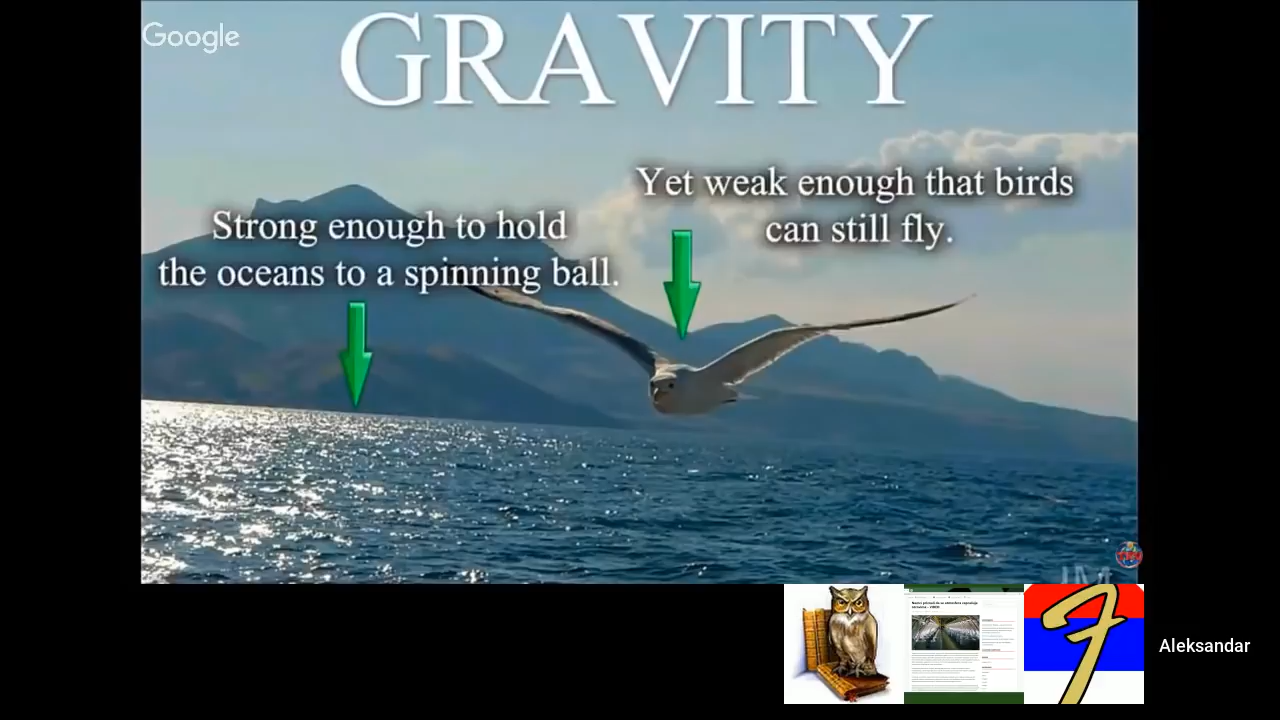 Google
GRAVITY
Yet weak enough that birds
can still fly.
Strong enough to hold
the oceans to a spinning ball.
Aleksandar